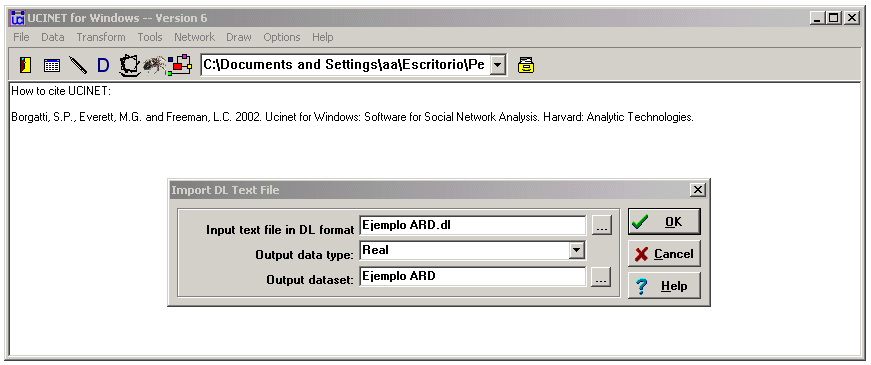 UCINET for Windows -- Version 6
File Data Transform Tools Network Draw Options Help
D C:\Documents and Settings\aa\Escritorio\Pe
How to cite UCINET:
Borgatti, S.P., Everett, M.G. and Freeman, L.C. 2002. Ucinet for Windows: Software for Social Network Analysis. Harvard: Analytic Technologies.
Import DL Text File
Input text file in DL format Ejemplo ARD.dl ... OK
Output data type: Real Cancel
Output dataset: Ejemplo ARD ... Help